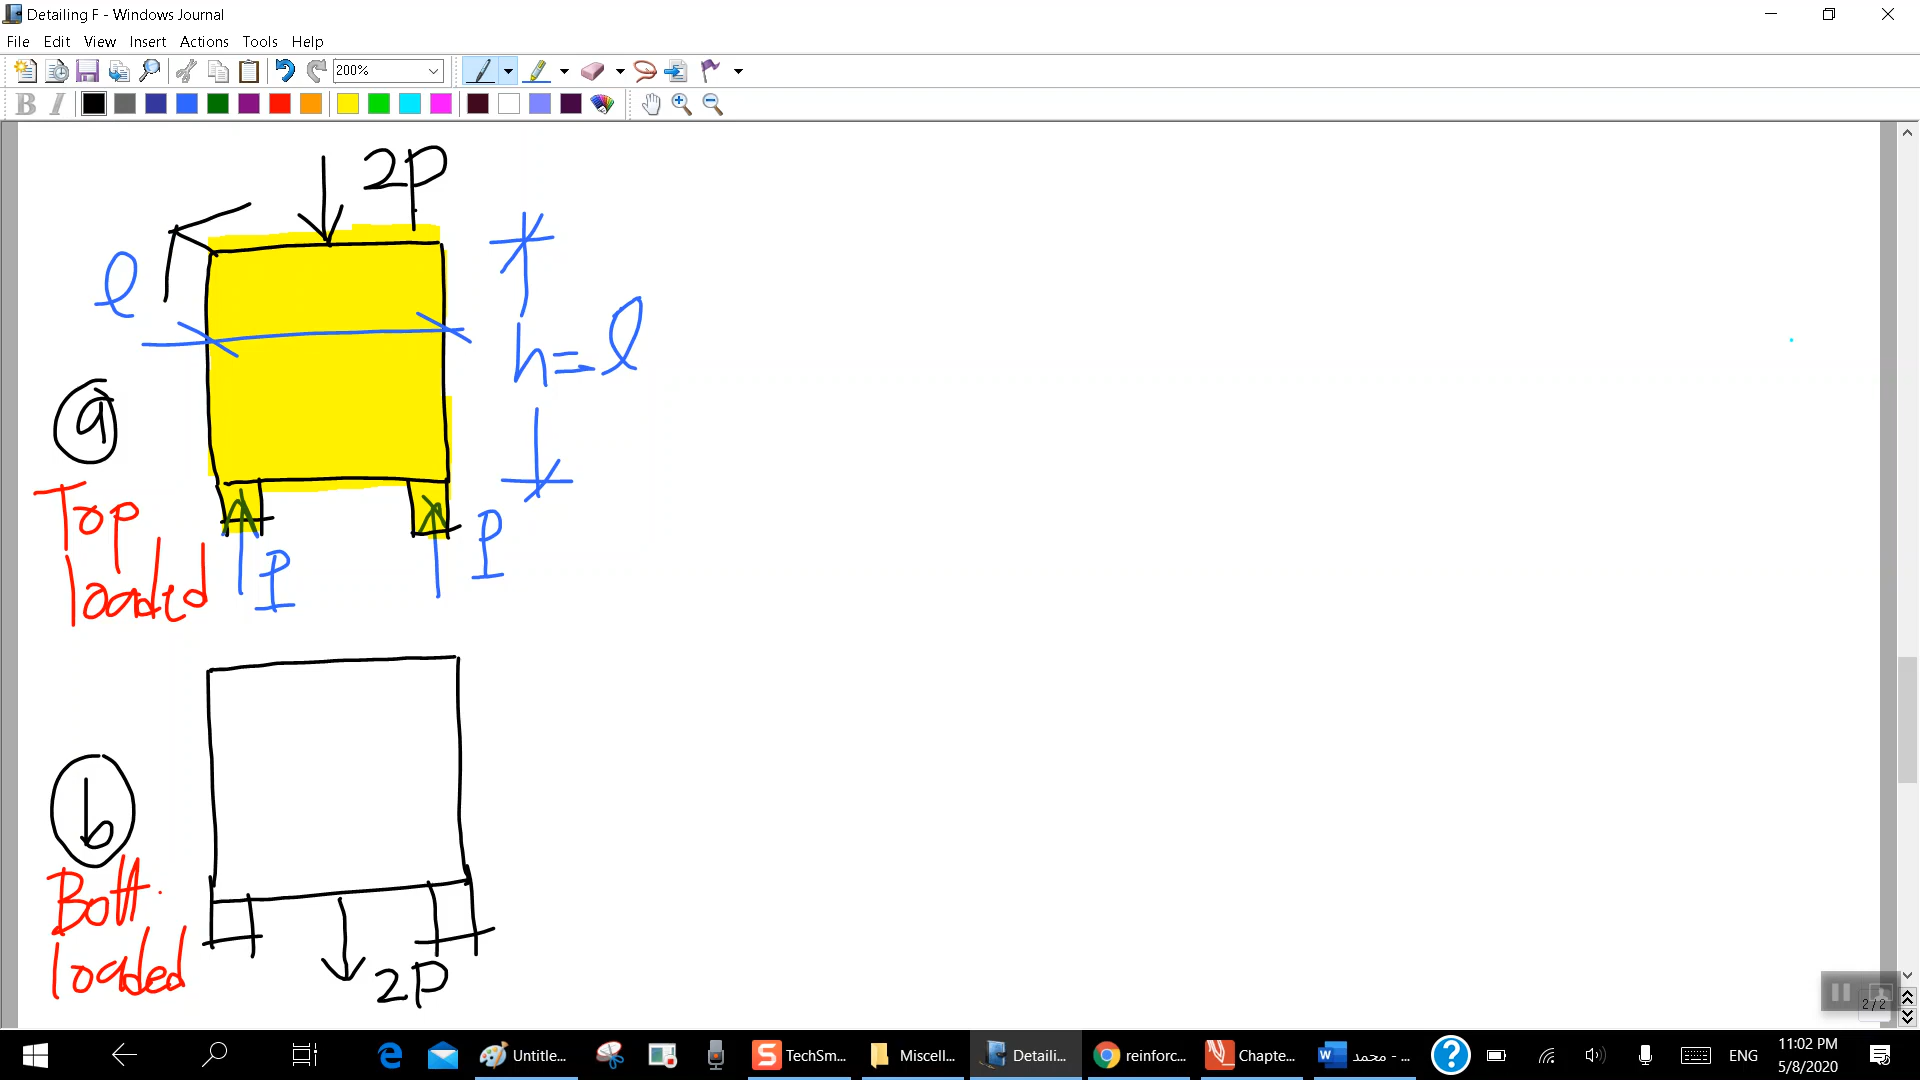 Detailing F - Windows Journal
File Edit View Insert Actions Tools Help
200%
B I
2P
l
h = l
a
Top
loaded
P
P
b
Bott.
loaded
2P
2 / 2
Untitle...
TechSm...
Miscell...
Detaili...
reinforc...
Chapte...
محمد - ...
ENG
11:02 PM
5/8/2020